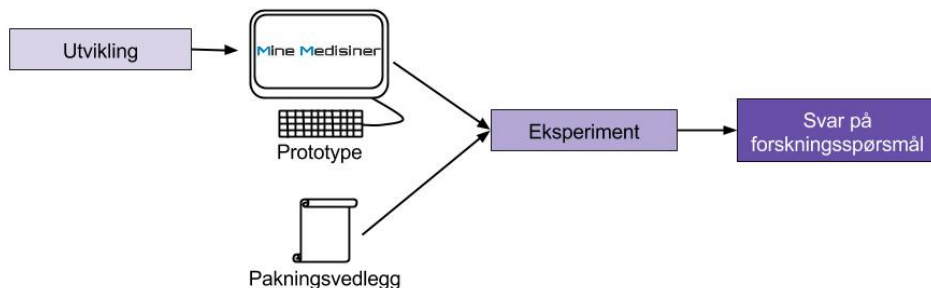 Utvikling
Mine Medisiner
Prototype
Pakningsvedlegg
Eksperiment
Svar på
forskningsspørsmål